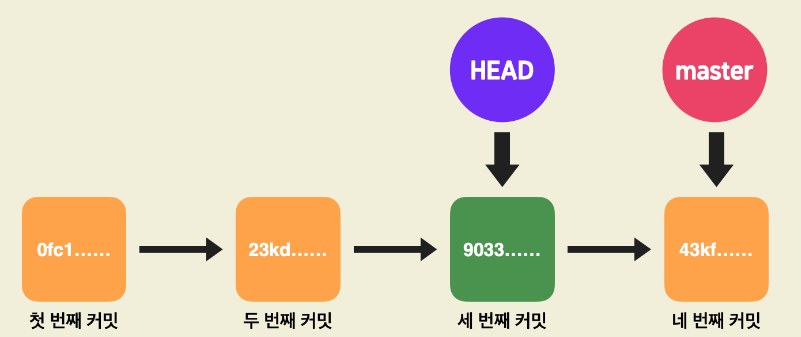 HEAD
master
0fc1......
23kd......
9033......
43kf......
첫 번째 커밋
두 번째 커밋
세 번째 커밋
네 번째 커밋